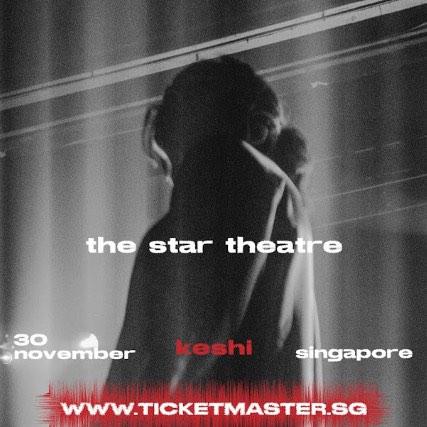 the star theatre
30
november
keshi
singapore
WWW.TICKETMASTER.SG